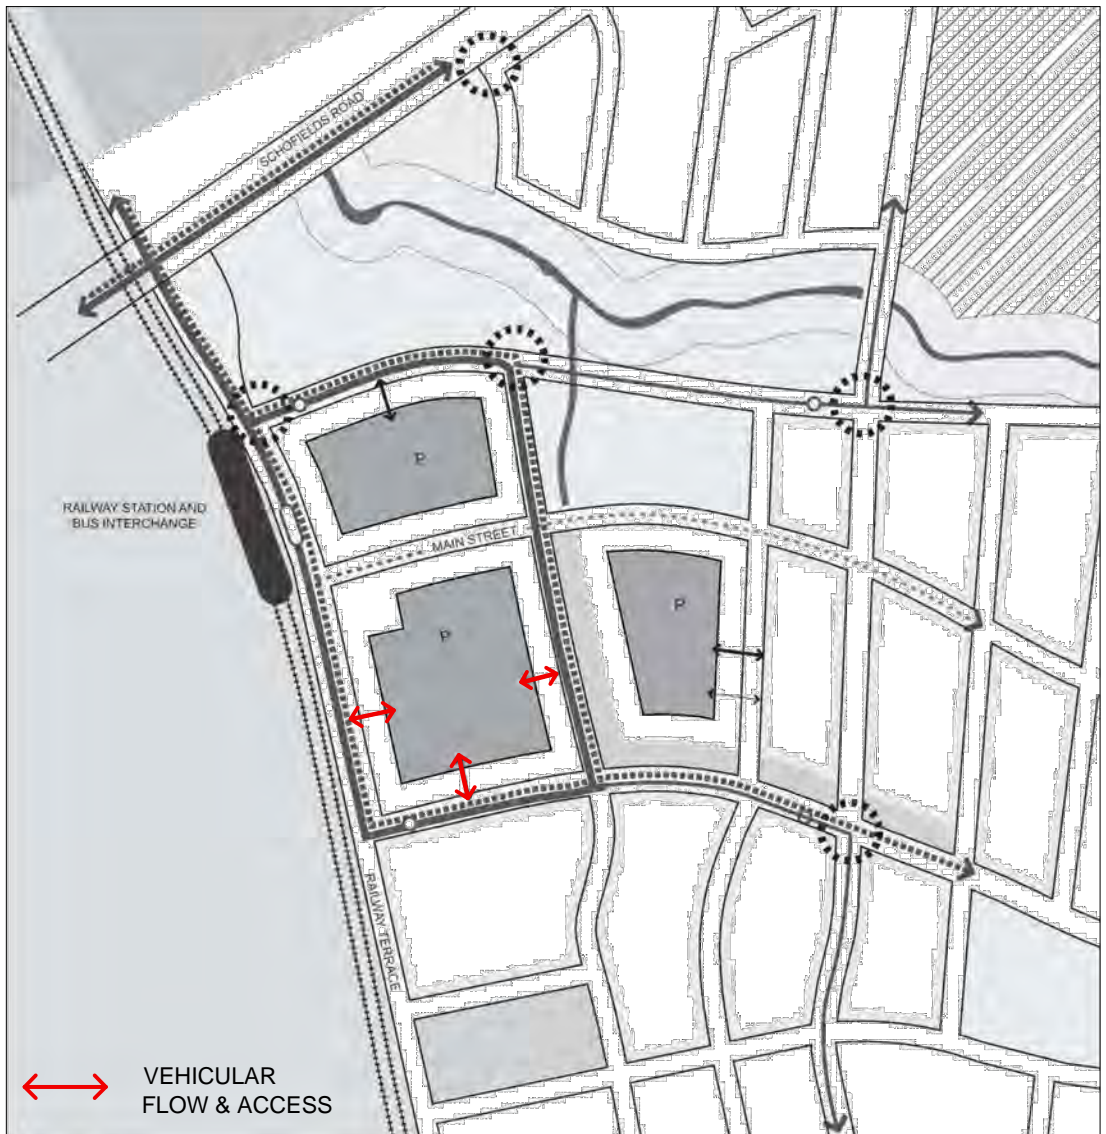 SCHOFIELDS ROAD
P
RAILWAY STATION AND
BUS INTERCHANGE
MAIN STREET
P
P
RAILWAY TERRACE
VEHICULAR
FLOW & ACCESS